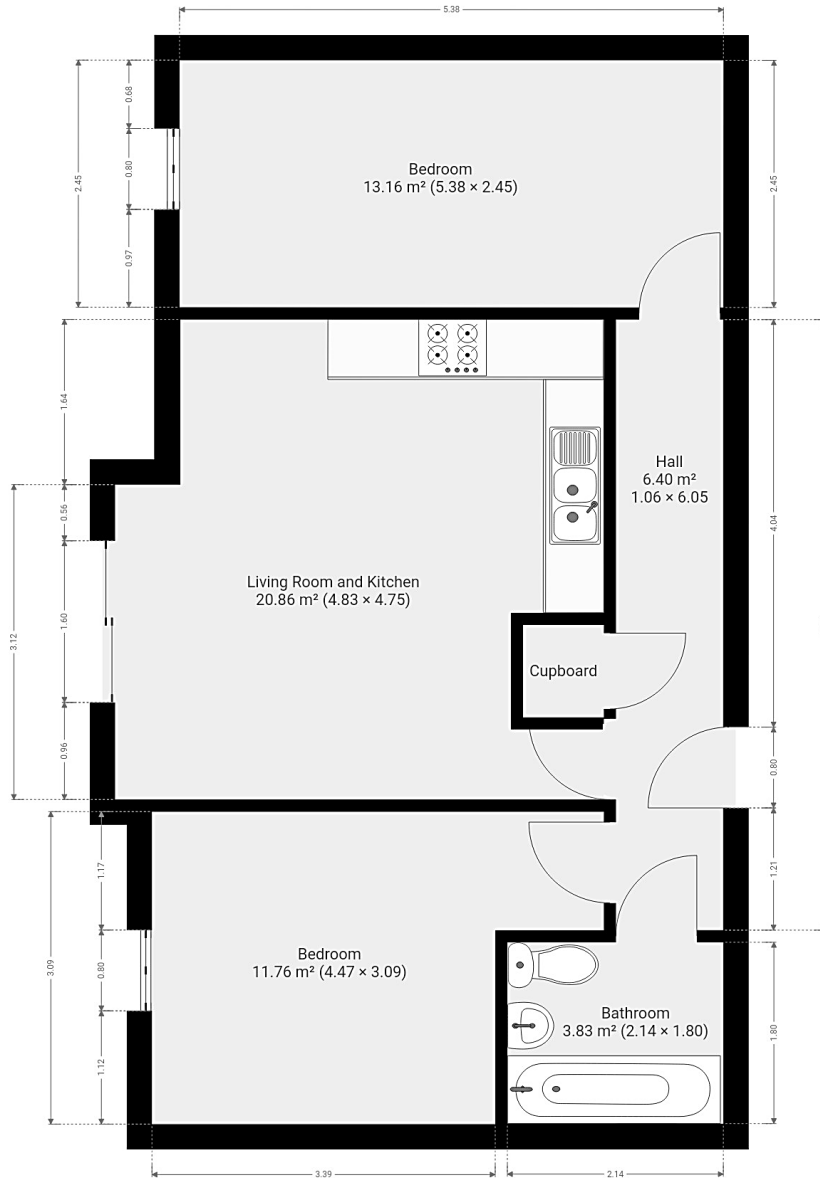 5.38
0.68
2.45
0.80
2.45
Bedroom
13.16 m² (5.38 × 2.45)
0.97
1.64
Hall
6.40 m²
1.06 × 6.05
0.56
4.04
Living Room and Kitchen
20.86 m² (4.83 × 4.75)
1.60
3.12
Cupboard
0.96
0.80
1.17
1.21
Bedroom
11.76 m² (4.47 × 3.09)
3.09
0.80
Bathroom
3.83 m² (2.14 × 1.80)
1.80
1.12
3.39
2.14